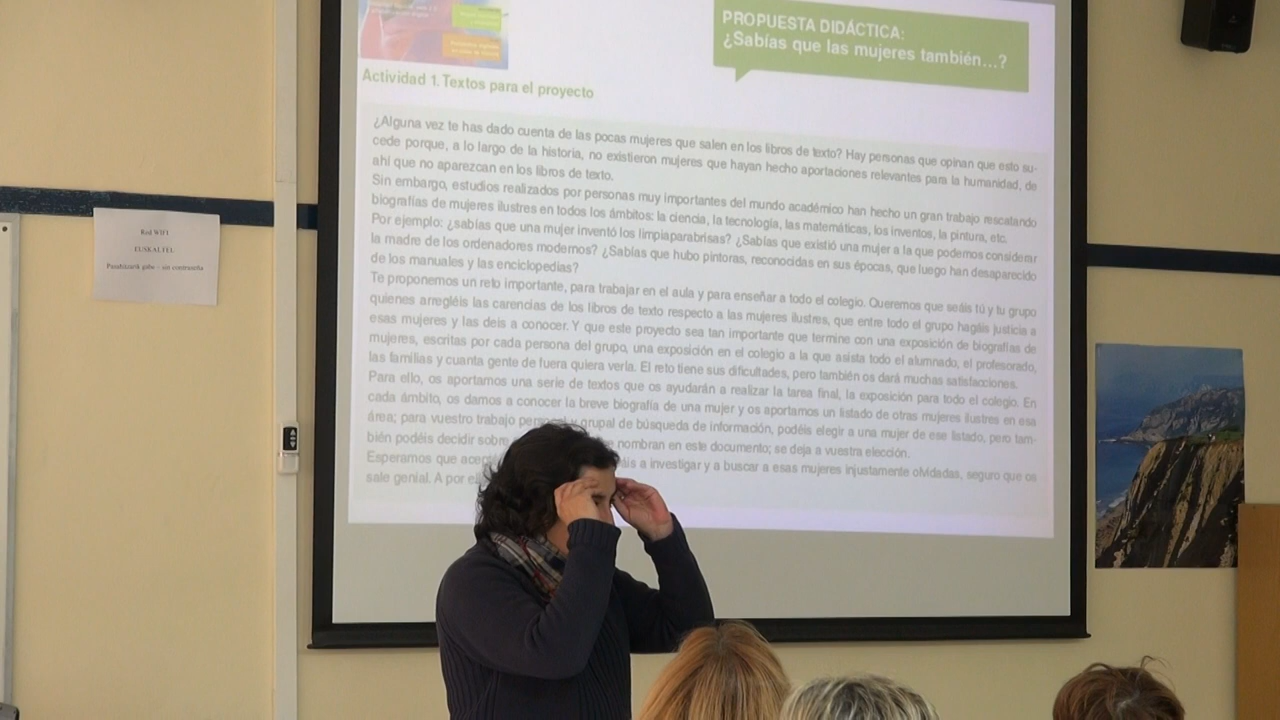 PROPUESTA DIDÁCTICA:
¿Sabías que las mujeres también...?
Actividad 1. Textos para el proyecto
¿Alguna vez te has dado cuenta de las pocas mujeres que salen en los libros de texto? Hay personas que opinan que esto su-
cede porque, a lo largo de la historia, no existieron mujeres que hayan hecho aportaciones relevantes para la humanidad, de
ahí que no aparezcan en los libros de texto.
Sin embargo, estudios realizados por personas muy importantes del mundo académico han hecho un gran trabajo rescatando
biografías de mujeres ilustres en todos los ámbitos: la ciencia, la tecnología, las matemáticas, los inventos, la pintura, etc.
Por ejemplo: ¿sabías que una mujer inventó los limpiaparabrisas? ¿Sabías que existió una mujer a la que podemos considerar
la madre de los ordenadores modernos? ¿Sabías que hubo pintoras, reconocidas en sus épocas, que luego han desaparecido
de los manuales y las enciclopedias?
Te proponemos un reto importante, para trabajar en el aula y para enseñar a todo el colegio. Queremos que seáis tú y tu grupo
quienes arregléis las carencias de los libros de texto respecto a las mujeres ilustres, que entre todo el grupo hagáis justicia a
esas mujeres y las deis a conocer. Y que este proyecto sea tan importante que termine con una exposición de biografías de
mujeres, escritas por cada persona del grupo, una exposición en el colegio a la que asista todo el alumnado, el profesorado,
las familias y cuanta gente de fuera quiera verla. El reto tiene sus dificultades, pero también os dará muchas satisfacciones.
Para ello, os aportamos una serie de textos que os ayudarán a realizar la tarea final, la exposición para todo el colegio. En
cada ámbito, os damos a conocer la breve biografía de una mujer y os aportamos un listado de otras mujeres ilustres en esa
área; para vuestro trabajo personal y grupal de búsqueda de información, podéis elegir a una mujer de ese listado, pero tam-
bién podéis decidir sobre nombran en este documento; se deja a vuestra elección.
Esperamos que a investigar y a buscar a esas mujeres injustamente olvidadas, seguro que os
sale genial. A por
Red WIFI
EUSKALTEL
Pasahitzarik gabe - sin contraseña